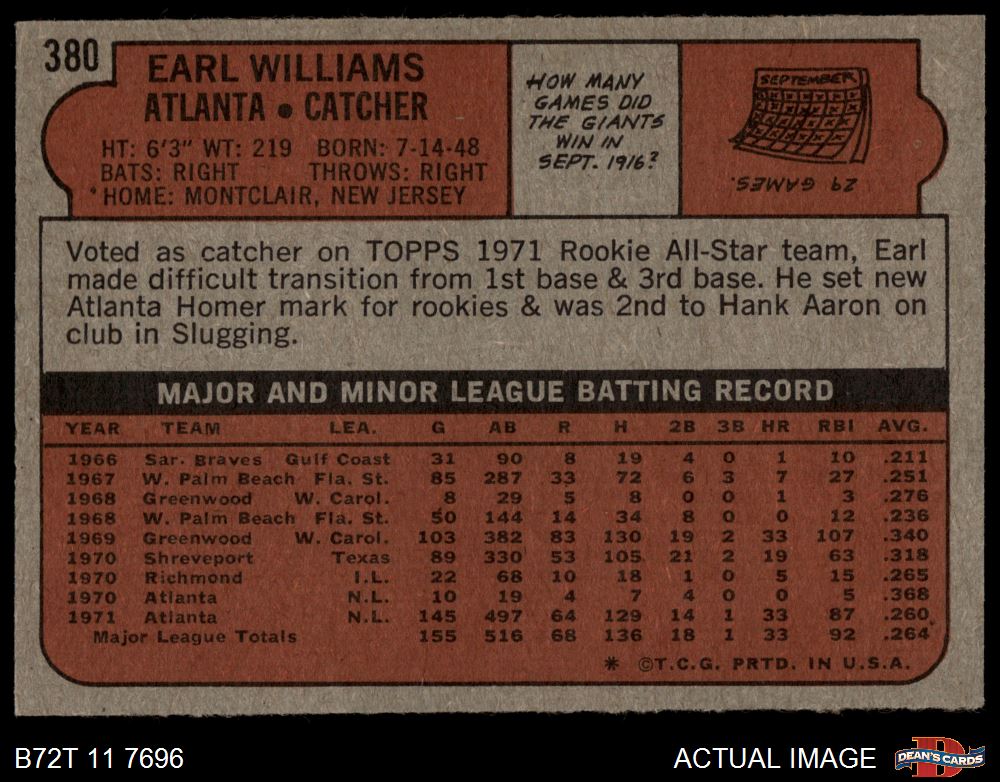 380
EARL WILLIAMS
ATLANTA • CATCHER
HT: 6'3" WT: 219 BORN: 7-14-48
BATS: RIGHT THROWS: RIGHT
*HOME: MONTCLAIR, NEW JERSEY
HOW MANY
GAMES DID
THE GIANTS
WIN IN
SEPT. 1916?
SEPTEMBER
29 GAMES.
Voted as catcher on TOPPS 1971 Rookie All-Star team, Earl
made difficult transition from 1st base & 3rd base. He set new
Atlanta Homer mark for rookies & was 2nd to Hank Aaron on
club in Slugging.
MAJOR AND MINOR LEAGUE BATTING RECORD
YEAR TEAM LEA. G AB R H 2B 3B HR RBI AVG.
1966 Sar. Braves Gulf Coast 31 90 8 19 4 0 1 10 .211
1967 W. Palm Beach Fla. St. 85 287 33 72 6 3 7 27 .251
1968 Greenwood W. Carol. 8 29 5 8 0 0 1 3 .276
1968 W. Palm Beach Fla. St. 50 144 14 34 8 0 0 12 .236
1969 Greenwood W. Carol. 103 382 83 130 19 2 33 107 .340
1970 Shreveport Texas 89 330 53 105 21 2 19 63 .318
1970 Richmond I.L. 22 68 10 18 1 0 5 15 .265
1970 Atlanta N.L. 10 19 4 7 4 0 0 5 .368
1971 Atlanta N.L. 145 497 64 129 14 1 33 87 .260
Major League Totals 155 516 68 136 18 1 33 92 .264
* ©T.C.G. PRTD. IN U.S.A.
B72T 11 7696
ACTUAL IMAGE
D
DEAN'S CARDS